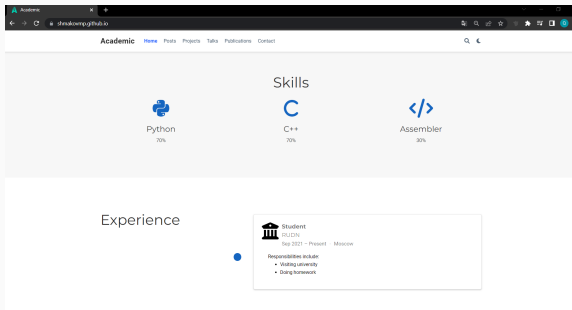 Academic
shmakovmp.github.io
Academic Home Posts Projects Talks Publications Contact
Skills
Python C++ Assembler
70% 70% 30%
Experience
Student
RUDN
Sep 2021 – Present · Moscow
Responsibilities include:
Visiting university
Doing homework